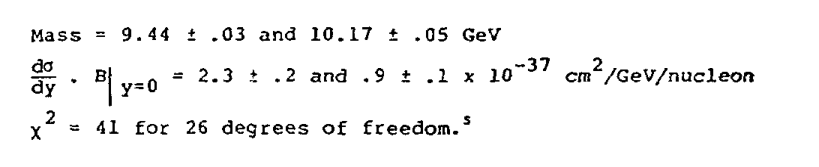 Mass = 9.44 ± .03 and 10.17 ± .05 GeV
dσ/dy · B|y=0 = 2.3 ± .2 and .9 ± .1 x 10^-37 cm^2/GeV/nucleon
χ^2 = 41 for 26 degrees of freedom.^s